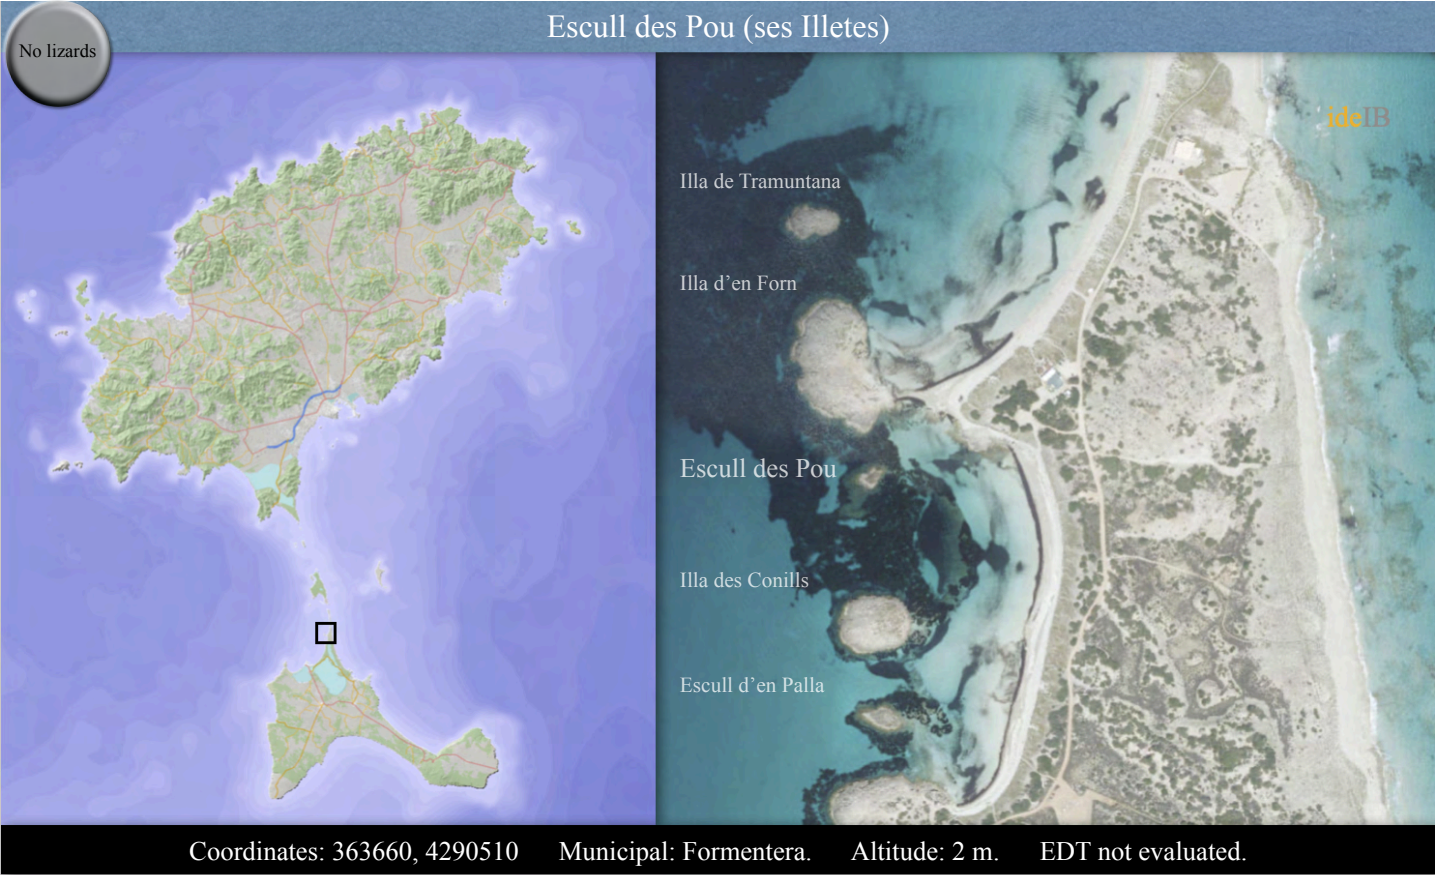 Escull des Pou (ses Illetes)
No lizards
ideIB
Illa de Tramuntana
Illa d’en Forn
Escull des Pou
Illa des Conills
Escull d’en Palla
Coordinates: 363660, 4290510 Municipal: Formentera. Altitude: 2 m. EDT not evaluated.